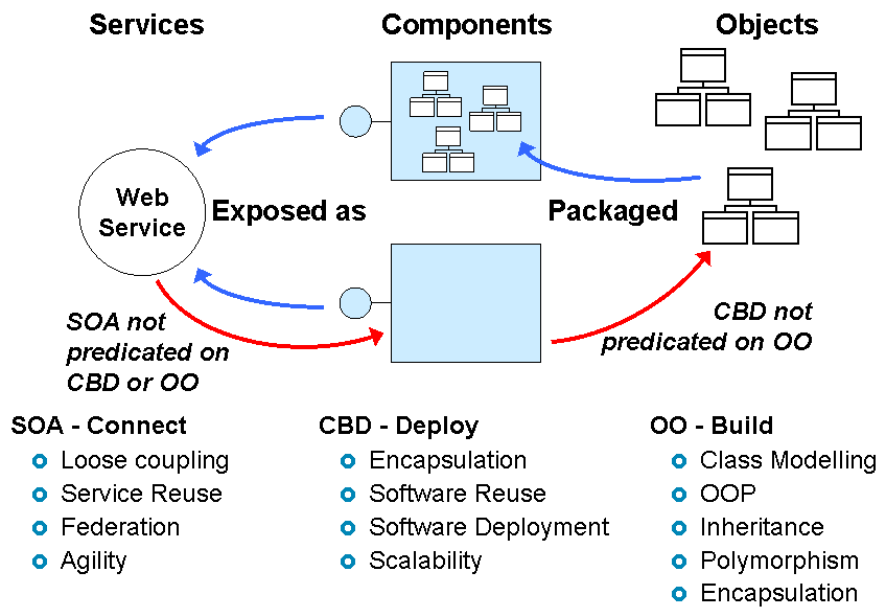 Services
Components
Objects
Web
Service
Exposed as
Packaged
SOA not
predicated on
CBD or OO
CBD not
predicated on OO
SOA - Connect
Loose coupling
Service Reuse
Federation
Agility
CBD - Deploy
Encapsulation
Software Reuse
Software Deployment
Scalability
OO - Build
Class Modelling
OOP
Inheritance
Polymorphism
Encapsulation